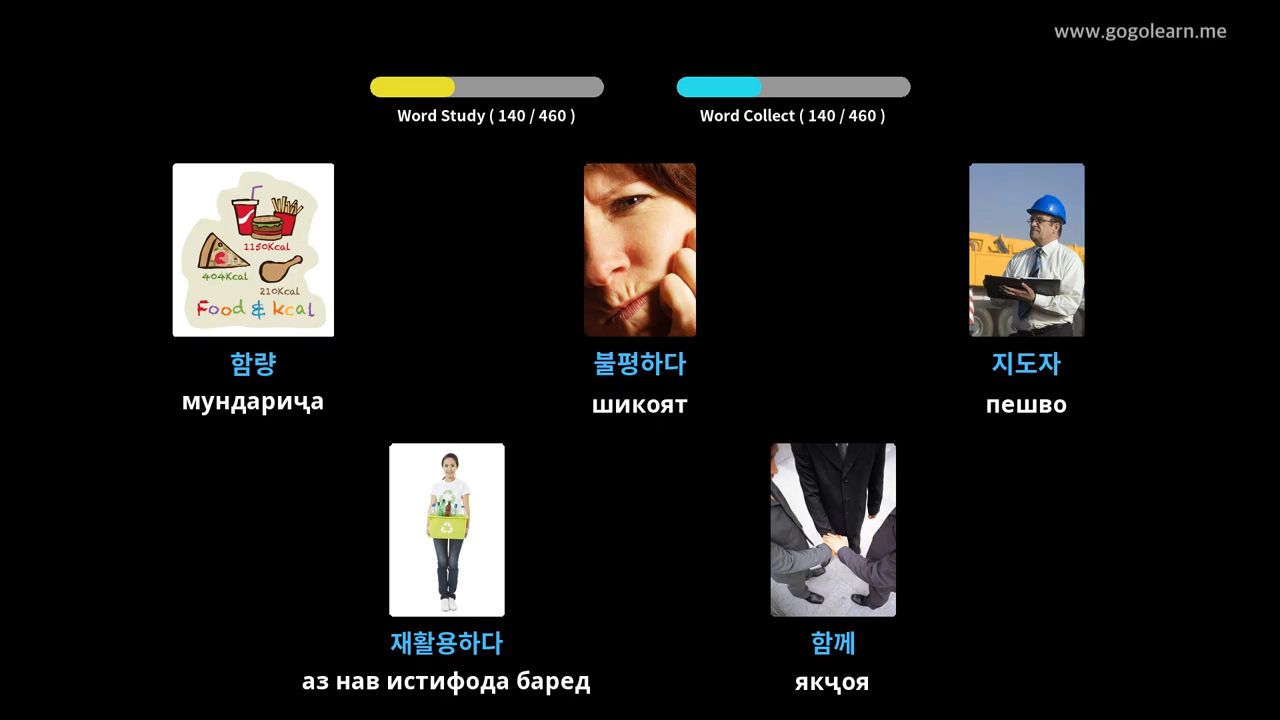 www.gogolearn.me
Word Study ( 140 / 460 )
Word Collect ( 140 / 460 )
1150Kcal
404Kcal
210Kcal
Food & kcal
함량
мундариҷа
불평하다
шикоят
지도자
пешво
재활용하다
аз нав истифода баред
함께
якҷоя